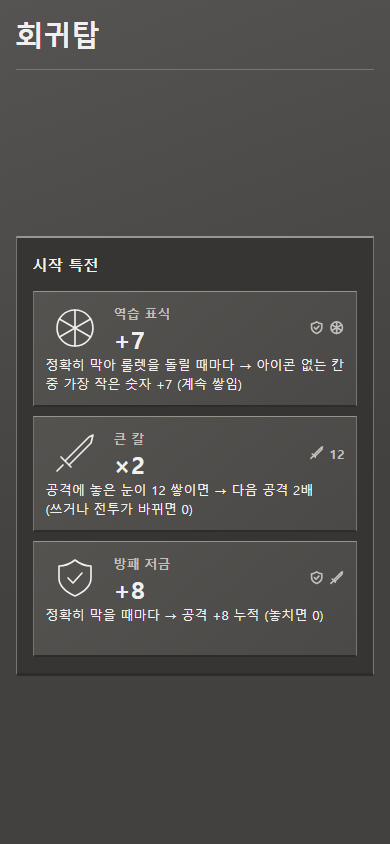 회귀탑
시작 특전
역습 표식
+7
정확히 막아 룰렛을 돌릴 때마다 → 아이콘 없는 칸
중 가장 작은 숫자 +7 (계속 쌓임)
큰 칼
×2
12
공격에 놓은 눈이 12 쌓이면 → 다음 공격 2배
(쓰거나 전투가 바뀌면 0)
방패 저금
+8
정확히 막을 때마다 → 공격 +8 누적 (놓치면 0)